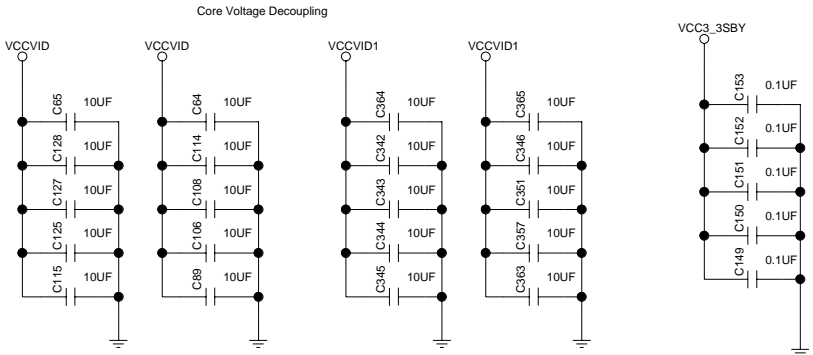 Core Voltage Decoupling
VCCVID
C65
10UF
C128
10UF
C127
10UF
C125
10UF
C115
10UF
VCCVID
C64
10UF
C114
10UF
C108
10UF
C106
10UF
C89
10UF
VCCVID1
C364
10UF
C342
10UF
C343
10UF
C344
10UF
C345
10UF
VCCVID1
C365
10UF
C346
10UF
C351
10UF
C357
10UF
C363
10UF
VCC3_3SBY
C153
0.1UF
C152
0.1UF
C151
0.1UF
C150
0.1UF
C149
0.1UF